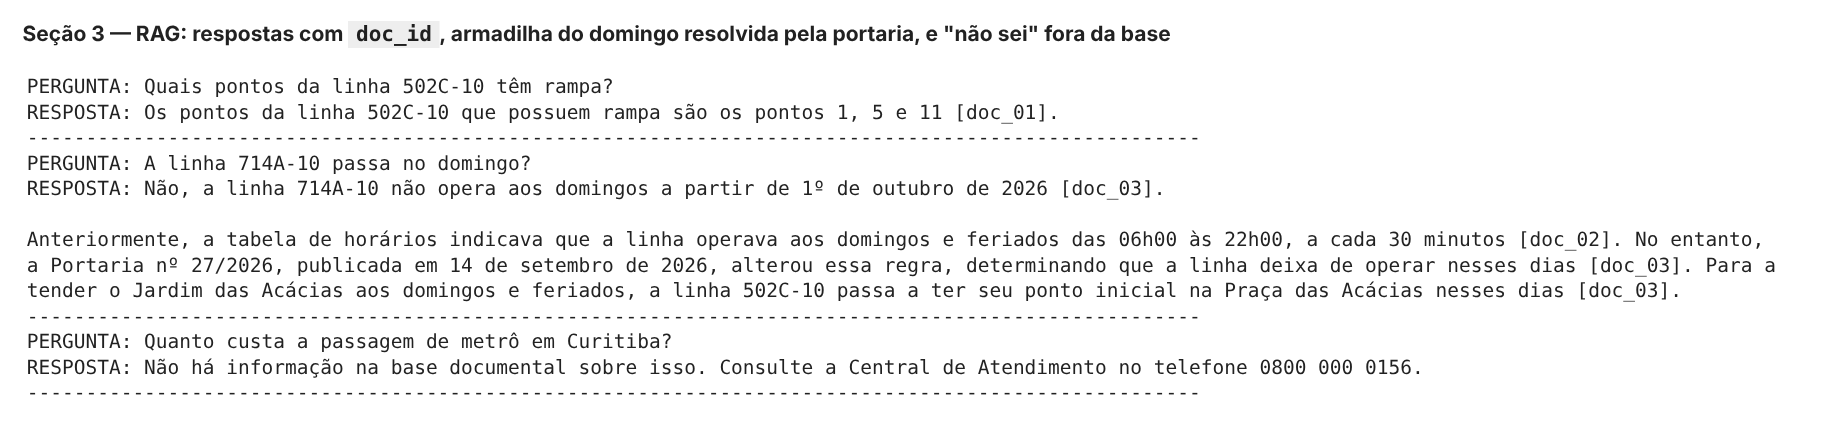 Seção 3 — RAG: respostas com doc_id, armadilha do domingo resolvida pela portaria, e "não sei" fora da base
PERGUNTA: Quais pontos da linha 502C-10 têm rampa?
RESPOSTA: Os pontos da linha 502C-10 que possuem rampa são os pontos 1, 5 e 11 [doc_01].
----------------------------------------------------------------------------------------------------
PERGUNTA: A linha 714A-10 passa no domingo?
RESPOSTA: Não, a linha 714A-10 não opera aos domingos a partir de 1º de outubro de 2026 [doc_03].
Anteriormente, a tabela de horários indicava que a linha operava aos domingos e feriados das 06h00 às 22h00, a cada 30 minutos [doc_02]. No entanto,
a Portaria nº 27/2026, publicada em 14 de setembro de 2026, alterou essa regra, determinando que a linha deixa de operar nesses dias [doc_03]. Para a
tender o Jardim das Acácias aos domingos e feriados, a linha 502C-10 passa a ter seu ponto inicial na Praça das Acácias nesses dias [doc_03].
----------------------------------------------------------------------------------------------------
PERGUNTA: Quanto custa a passagem de metrô em Curitiba?
RESPOSTA: Não há informação na base documental sobre isso. Consulte a Central de Atendimento no telefone 0800 000 0156.
----------------------------------------------------------------------------------------------------